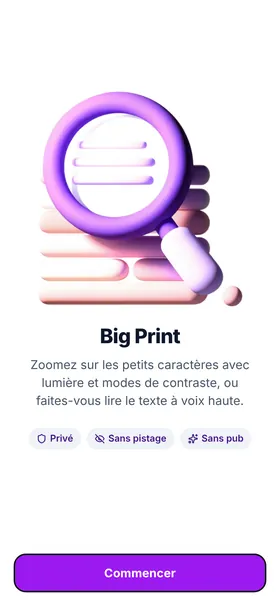 Big Print
Zoomez sur les petits caractères avec
lumière et modes de contraste, ou
faites-vous lire le texte à voix haute.
Privé Sans pistage Sans pub
Commencer